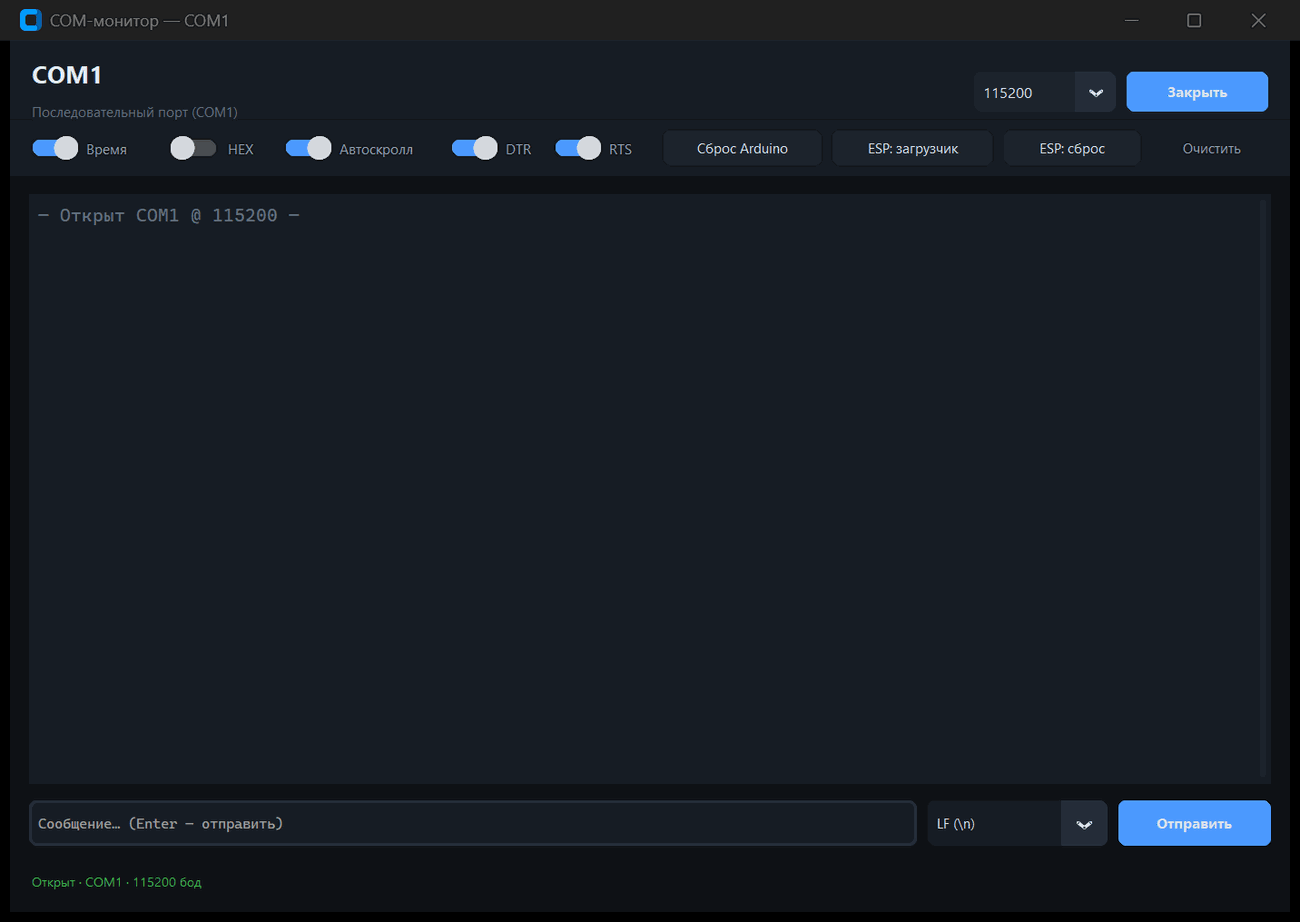 COM-монитор — COM1
COM1
Последовательный порт (COM1)
115200
Закрыть
Время
HEX
Автоскролл
DTR
RTS
Сброс Arduino
ESP: загрузчик
ESP: сброс
Очистить
— Открыт COM1 @ 115200 —
Сообщение… (Enter — отправить)
LF (\n)
Отправить
Открыт · COM1 · 115200 бод